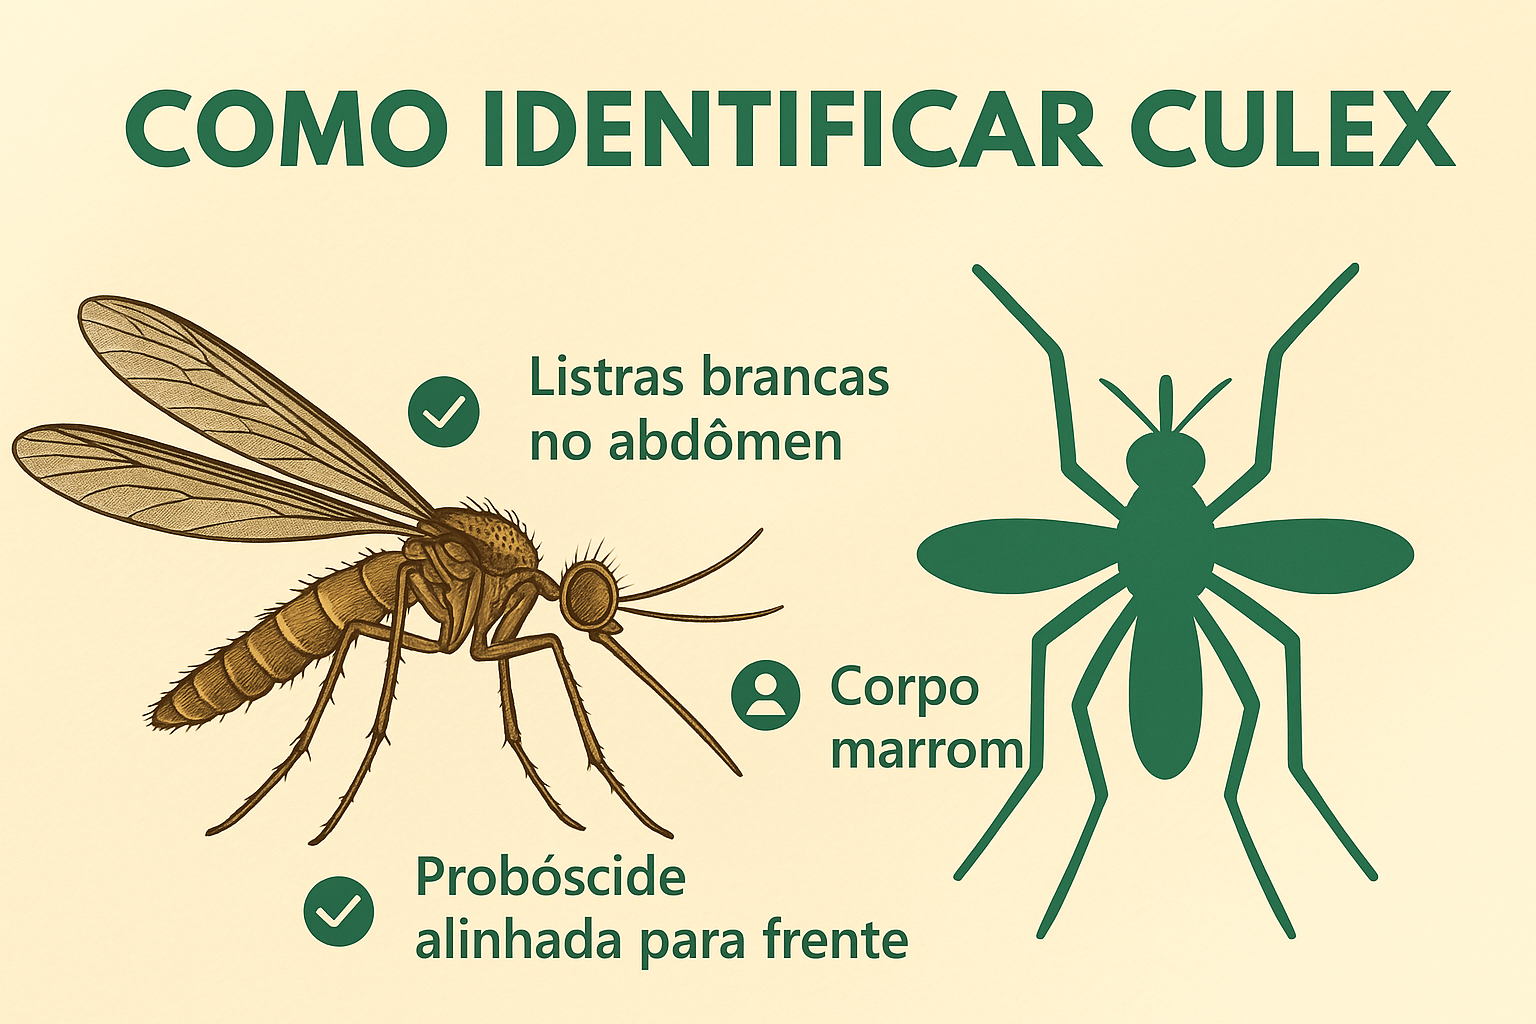 COMO IDENTIFICAR CULEX
Listras brancas
no abdômen
Corpo
marrom
Probóscide
alinhada para frente